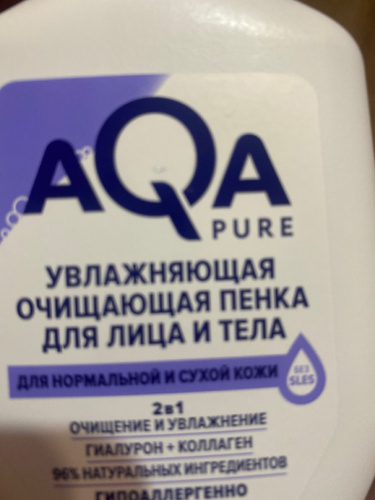 AQA
PURE
УВЛАЖНЯЮЩАЯ
ОЧИЩАЮЩАЯ ПЕНКА
ДЛЯ ЛИЦА И ТЕЛА
ДЛЯ НОРМАЛЬНОЙ И СУХОЙ КОЖИ
БЕЗ
SLES
2в1
ОЧИЩЕНИЕ И УВЛАЖНЕНИЕ
ГИАЛУРОН + КОЛЛАГЕН
96% НАТУРАЛЬНЫХ ИНГРЕДИЕНТОВ
ГИПОАЛЛЕРГЕННО